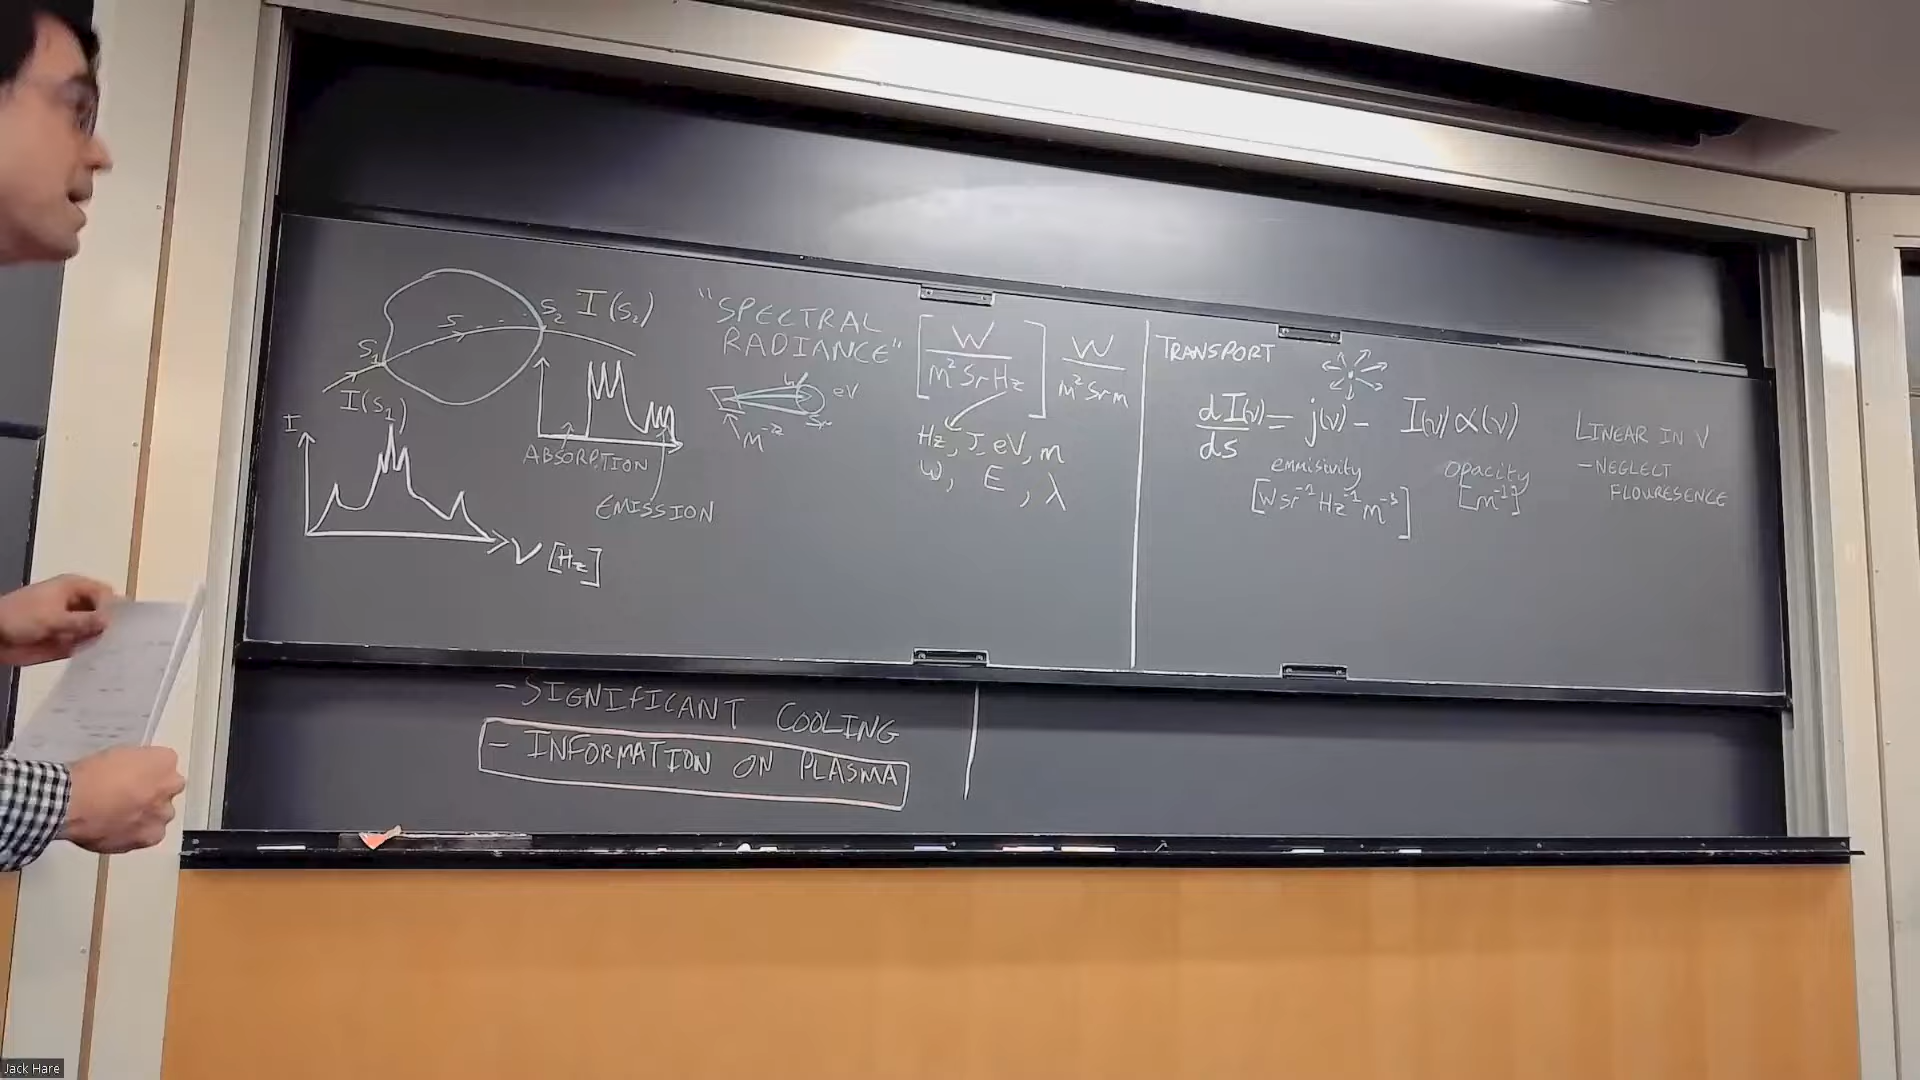 S₁
S
S₂ I(S₂)
I(S₁)
I
ν [Hz]
ABSORPTION
EMISSION
"SPECTRAL
RADIANCE"
eV
Sr
m⁻²
[W / m² Sr Hz]
W / m² Sr m
Hz, J, eV, m
ω, E, λ
TRANSPORT
dI(ν)/ds = j(ν) - I(ν) α(ν)
emmisivity
[W sr⁻¹ Hz⁻¹ m⁻³]
opacity
[m⁻¹]
LINEAR IN ν
- NEGLECT
FLOURESENCE
- SIGNIFICANT COOLING
- INFORMATION ON PLASMA
Jack Hare